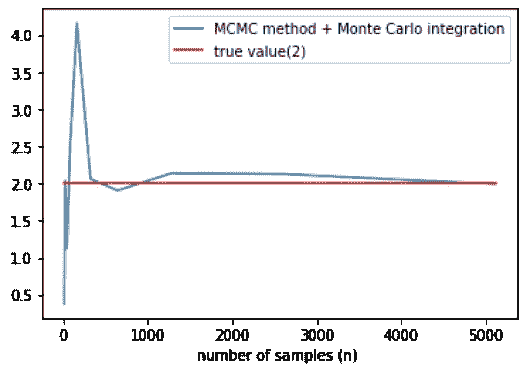 MCMC method + Monte Carlo integration
true value(2)
4.0
3.5
3.0
2.5
2.0
1.5
1.0
0.5
0 1000 2000 3000 4000 5000
number of samples (n)